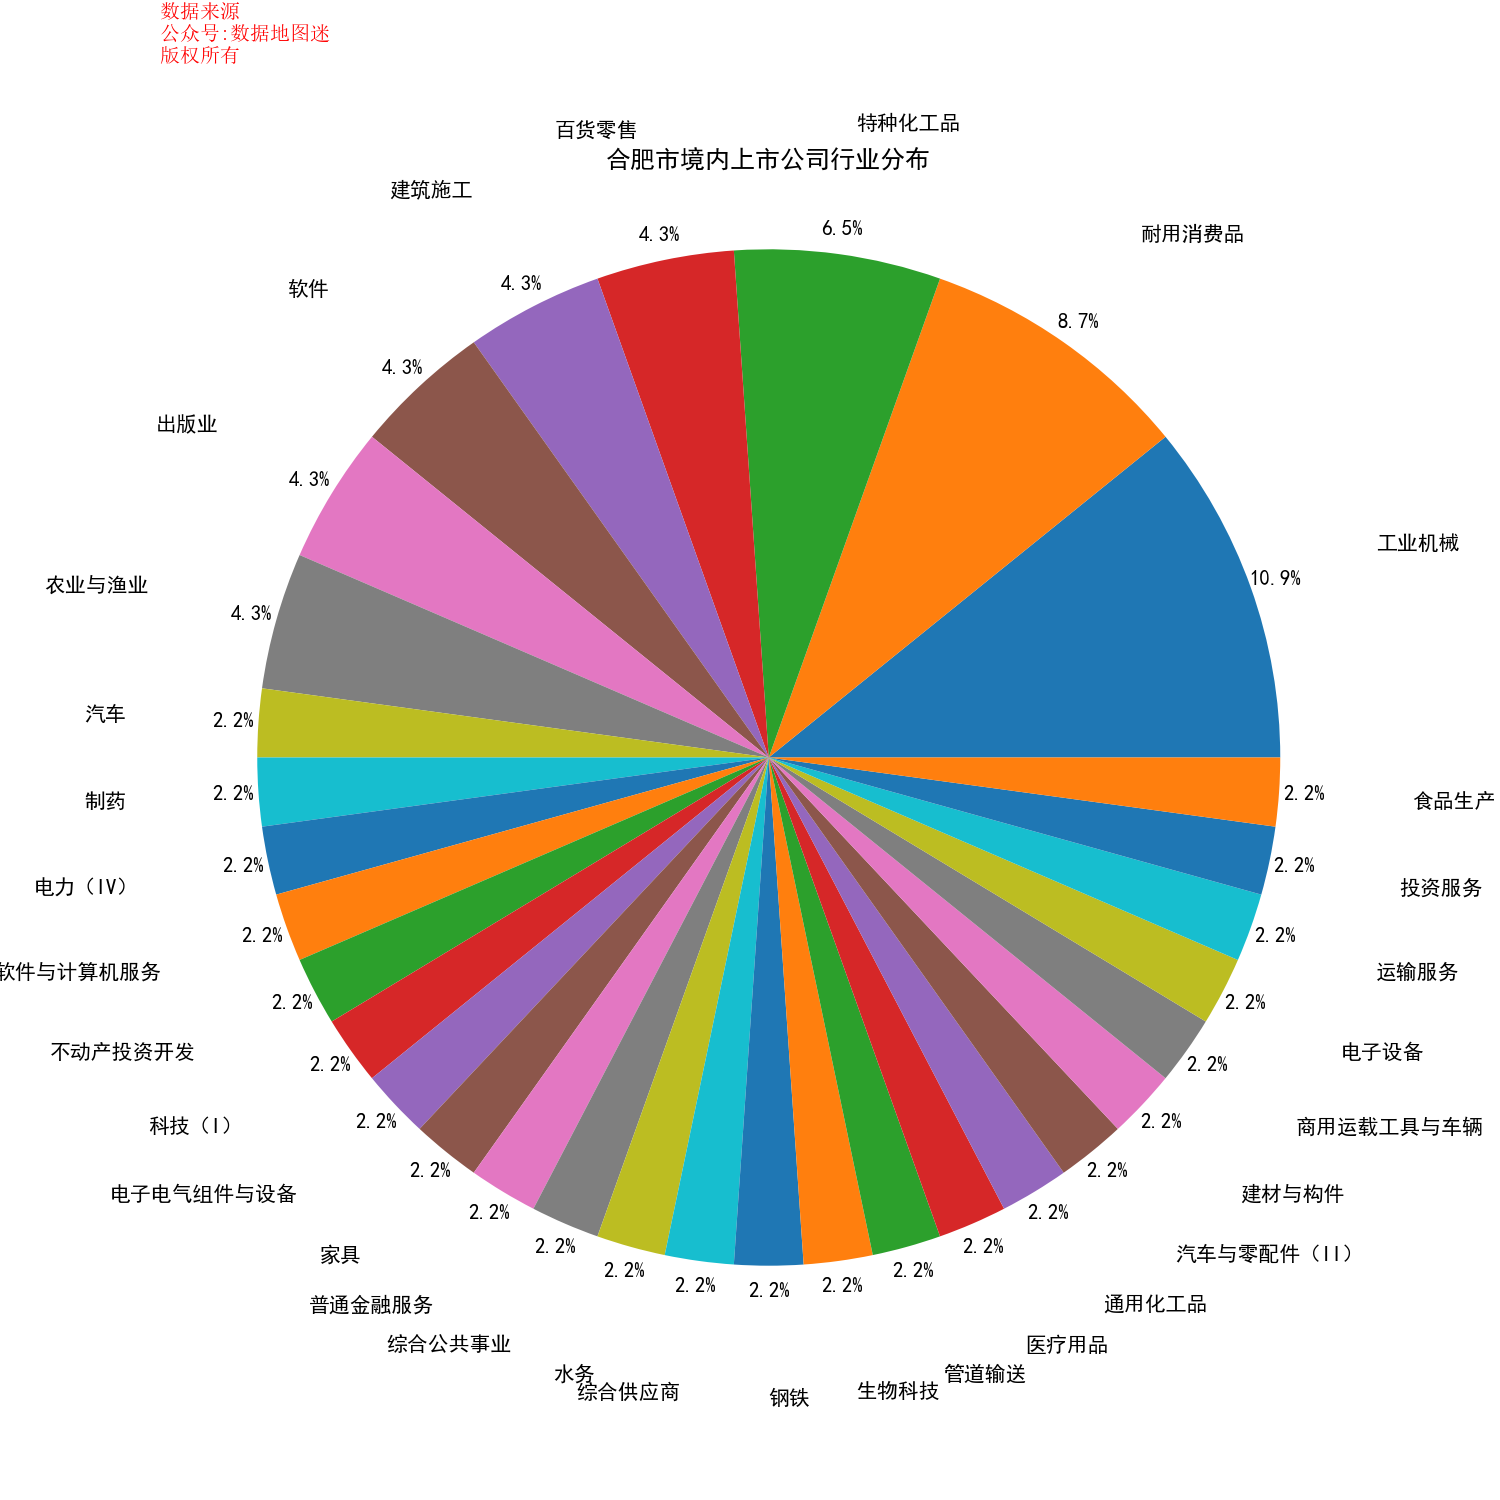 数据来源
公众号:数据地图迷
版权所有
合肥市境内上市公司行业分布
工业机械
10.9%
耐用消费品
8.7%
特种化工品
6.5%
百货零售
4.3%
建筑施工
4.3%
软件
4.3%
出版业
4.3%
农业与渔业
4.3%
汽车
2.2%
制药
2.2%
电力（IV）
2.2%
软件与计算机服务
2.2%
不动产投资开发
2.2%
科技（I）
2.2%
电子电气组件与设备
2.2%
家具
2.2%
普通金融服务
2.2%
综合公共事业
2.2%
水务
2.2%
综合供应商
2.2%
钢铁
2.2%
生物科技
2.2%
管道输送
2.2%
医疗用品
2.2%
通用化工品
2.2%
汽车与零配件（II）
2.2%
建材与构件
2.2%
商用运载工具与车辆
2.2%
电子设备
2.2%
运输服务
2.2%
投资服务
2.2%
食品生产
2.2%